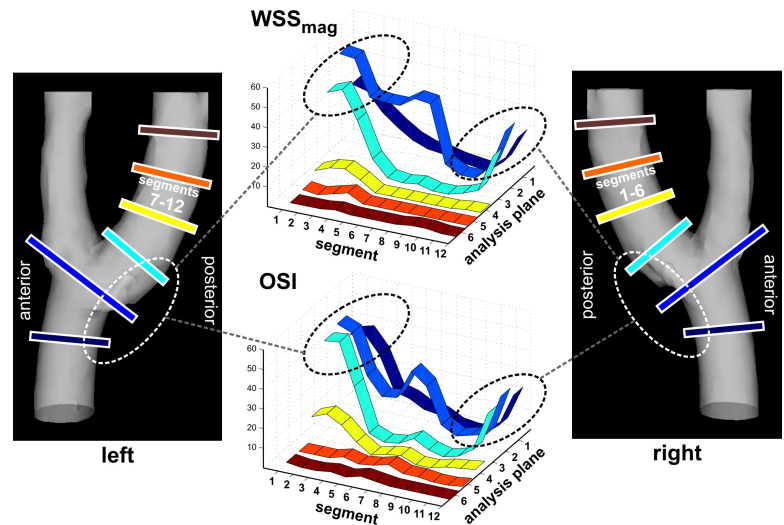 WSSmag
60
50
40
30
20
10
1 2 3 4 5 6 7 8 9 10 11 12
segment
6 5 4 3 2 7
analysis plane
segments
7-12
anterior
posterior
left
segments
1-6
posterior
anterior
right
OSI
60
50
40
30
20
10
1 2 3 4 5 6 7 8 9 10 11 12
segment
6 5 4 3 2 7
analysis plane